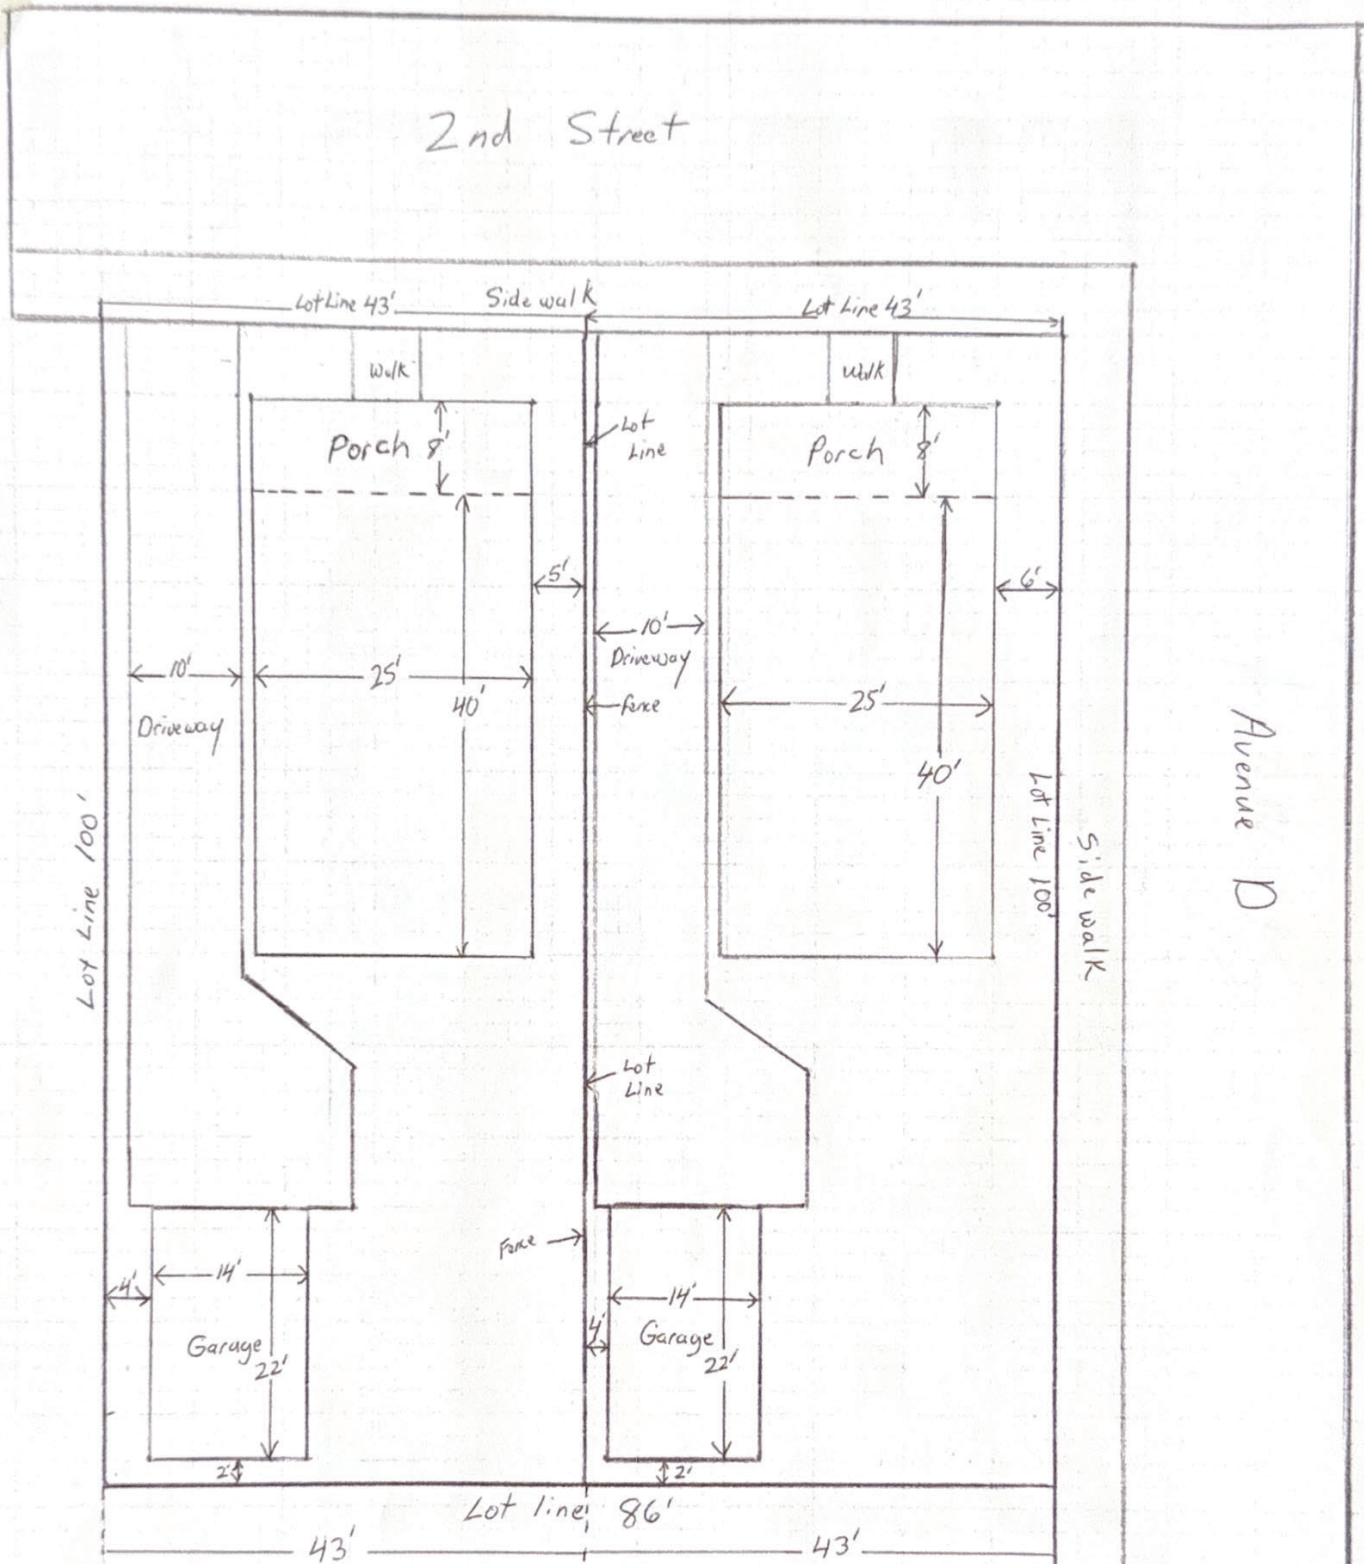 2nd Street
Lot Line 43'
Side walk
Lot Line 43'
Walk
Walk
Porch 8'
Lot
Line
Porch 8'
5'
6'
10'
Driveway
10'
25'
40'
Fence
25'
Driveway
40'
Lot Line 100'
Lot Line 100'
Side walk
Avenue D
Lot
Line
Fence
4'
14'
14'
4'
Garage
22'
Garage
22'
2'
2'
Lot line 86'
43'
43'